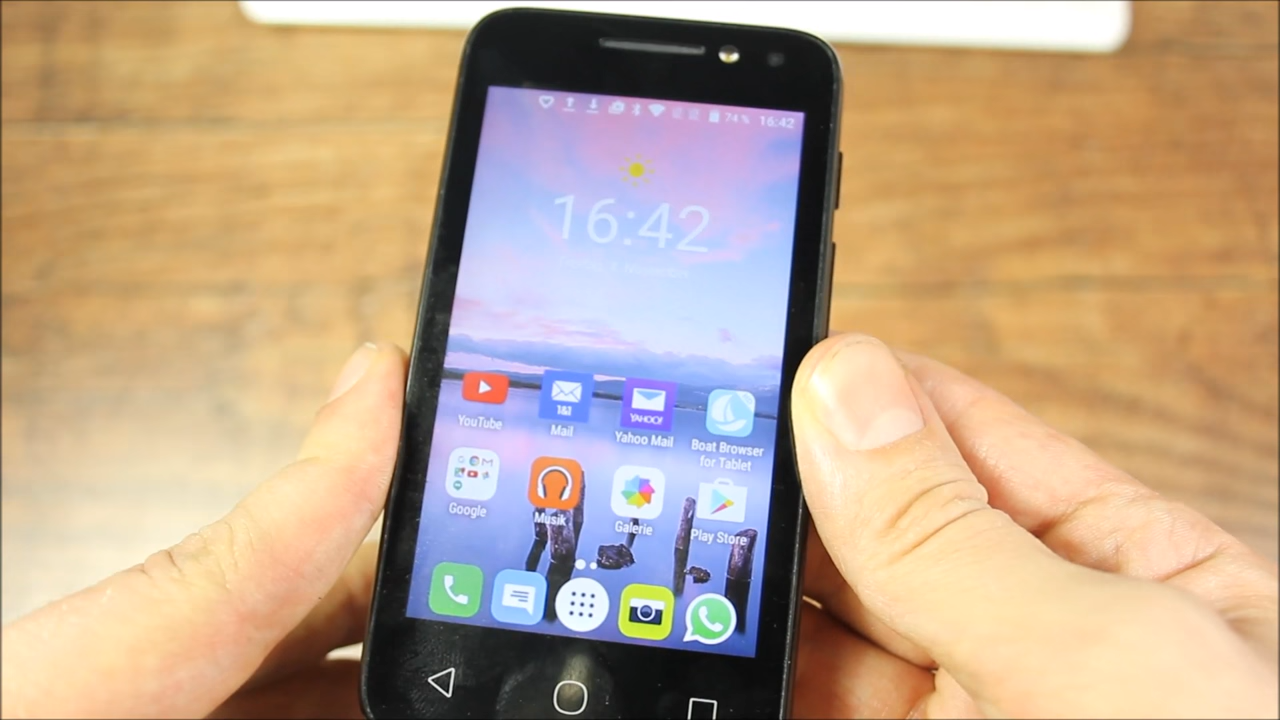 74 % 16:42
16:42
1&1
YAHOO!
YouTube
Mail
Yahoo Mail
Boat Browser
for Tablet
Google
Musik
Galerie
Play Store